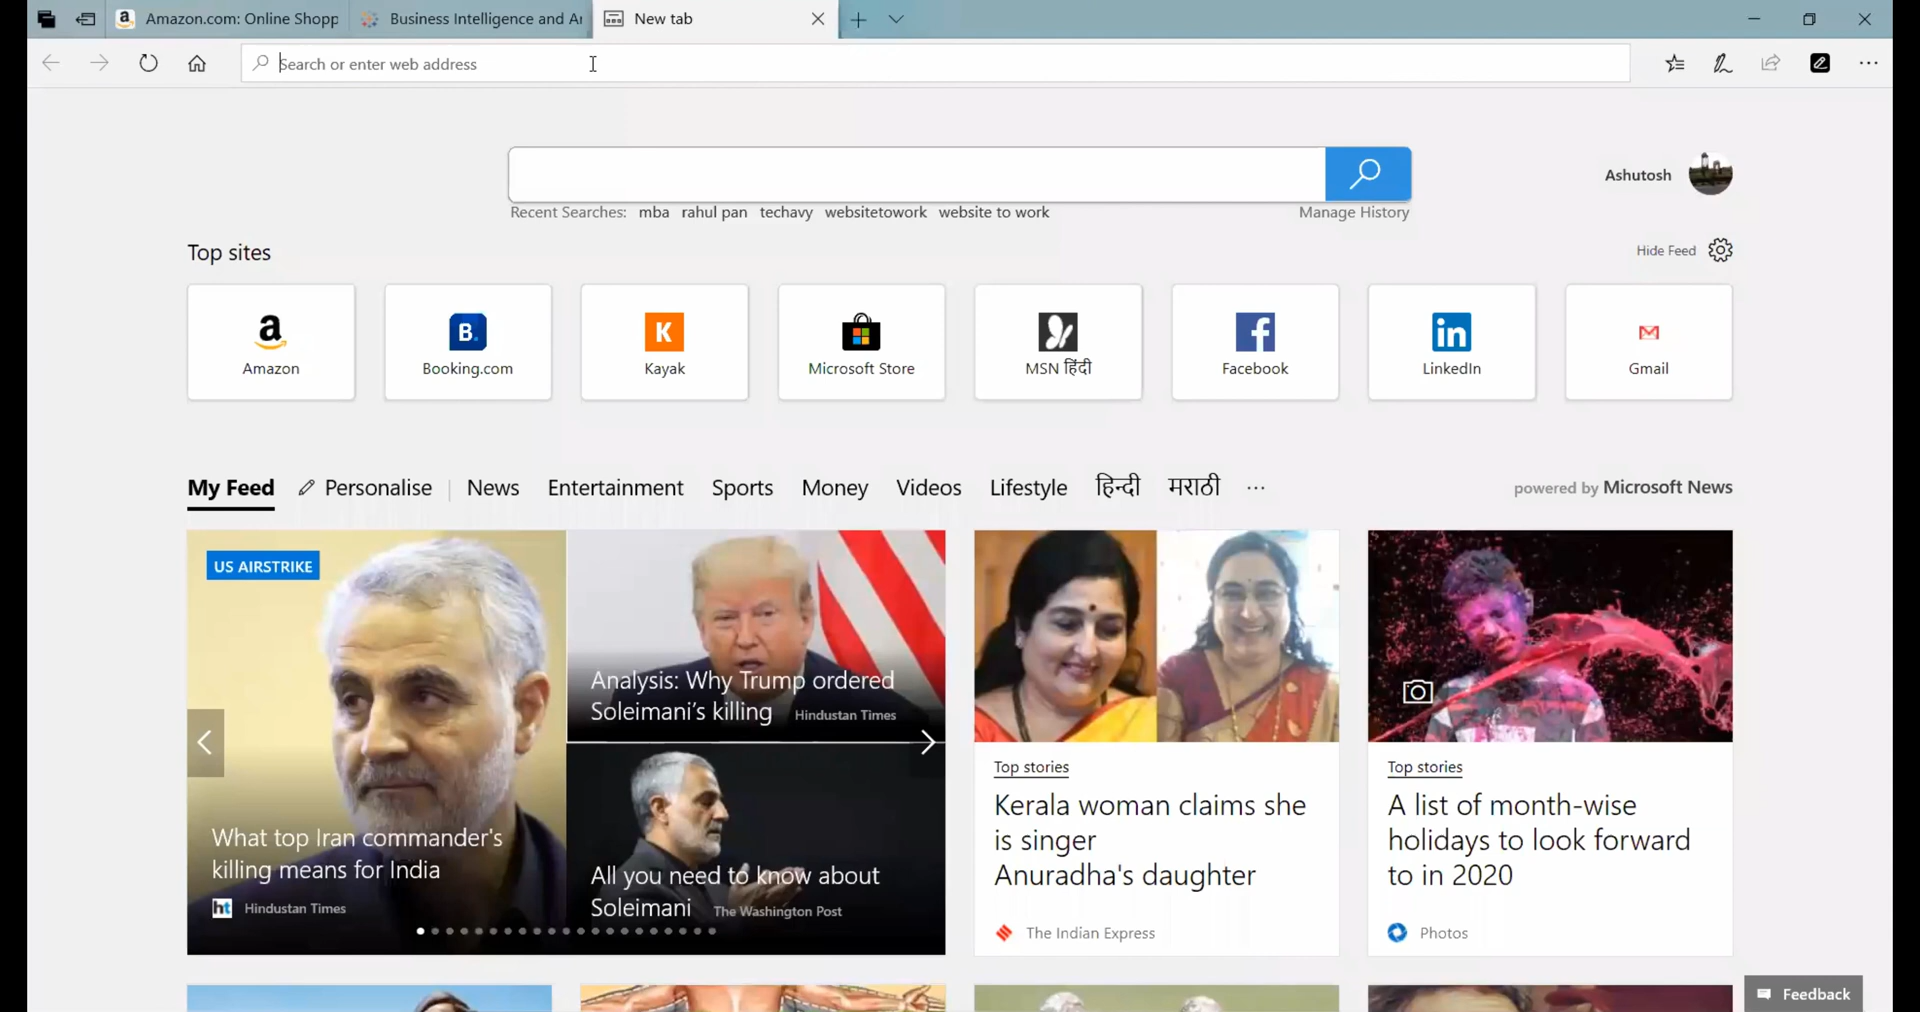 Amazon.com: Online Shopp
Business Intelligence and Ar
New tab
Search or enter web address
Ashutosh
Recent Searches: mba rahul pan techavy websitetowork website to work
Manage History
Top sites
Hide Feed
Amazon
Booking.com
Kayak
Microsoft Store
MSN हिंदी
Facebook
LinkedIn
Gmail
My Feed
Personalise
News
Entertainment
Sports
Money
Videos
Lifestyle
हिन्दी
मराठी
powered by Microsoft News
US AIRSTRIKE
What top Iran commander's
killing means for India
ht Hindustan Times
Analysis: Why Trump ordered
Soleimani's killing Hindustan Times
All you need to know about
Soleimani The Washington Post
Top stories
Kerala woman claims she
is singer
Anuradha's daughter
The Indian Express
Top stories
A list of month-wise
holidays to look forward
to in 2020
Photos
Feedback